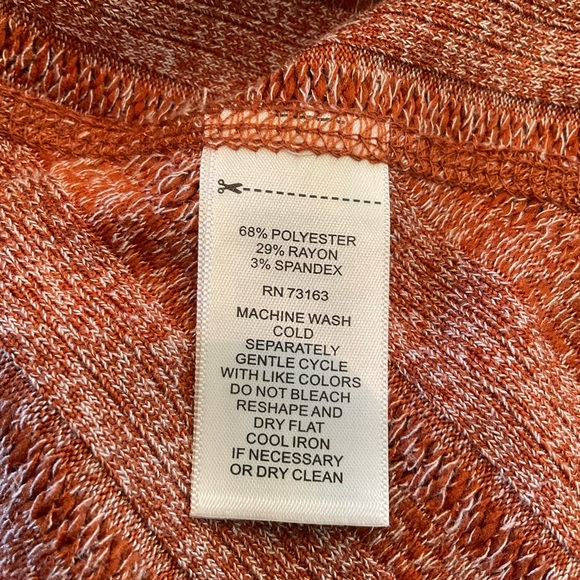 68% POLYESTER
29% RAYON
3% SPANDEX
RN 73163
MACHINE WASH
COLD
SEPARATELY
GENTLE CYCLE
WITH LIKE COLORS
DO NOT BLEACH
RESHAPE AND
DRY FLAT
COOL IRON
IF NECESSARY
OR DRY CLEAN